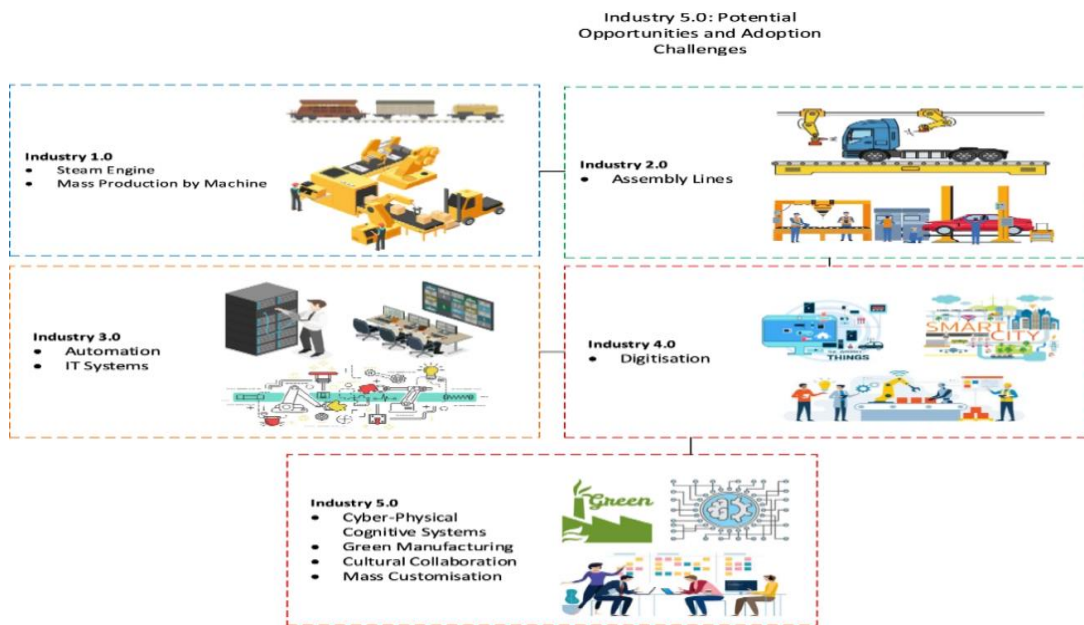 Industry 5.0: Potential
Opportunities and Adoption
Challenges
Industry 1.0
• Steam Engine
• Mass Production by Machine
Industry 2.0
• Assembly Lines
Industry 3.0
• Automation
• IT Systems
Industry 4.0
• Digitisation
THINGS
SMART
CITY
Industry 5.0
• Cyber-Physical
Cognitive Systems
• Green Manufacturing
• Cultural Collaboration
• Mass Customisation
Green